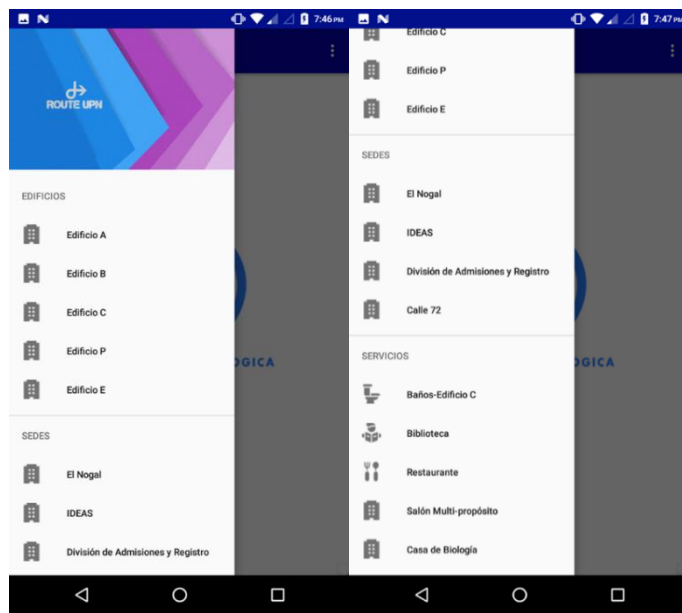 7:46 PM
ROUTE UPN
EDIFICIOS
Edificio A
Edificio B
Edificio C
Edificio P
Edificio E
SEDES
El Nogal
IDEAS
División de Admisiones y Registro
OGICA
7:47 PM
Edificio C
Edificio P
Edificio E
SEDES
El Nogal
IDEAS
División de Admisiones y Registro
Calle 72
SERVICIOS
Baños-Edificio C
Biblioteca
Restaurante
Salón Multi-propósito
Casa de Biología
OGICA